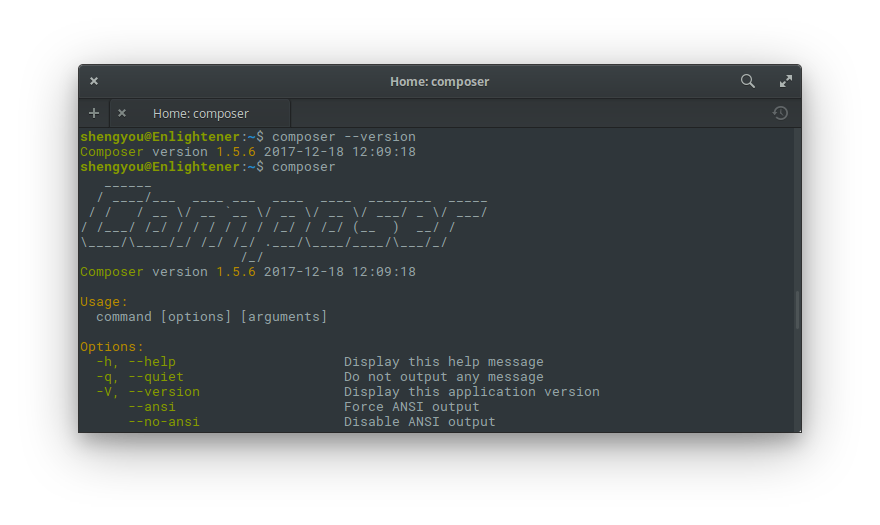 Home: composer
Home: composer
shengyou@Enlightener:~$ composer --version
Composer version 1.5.6 2017-12-18 12:09:18
shengyou@Enlightener:~$ composer
   ______
  / ____/___  ____ ___  ____  ____  ________  _____
 / /   / __ \/ __ `__ \/ __ \/ __ \/ ___/ _ \/ ___/
/ /___/ /_/ / / / / / / /_/ / /_/ (__  )  __/ /
\____/\____/_/ /_/ /_/ .___/\____/____/\___/_/
                    /_/
Composer version 1.5.6 2017-12-18 12:09:18

Usage:
  command [options] [arguments]

Options:
  -h, --help                     Display this help message
  -q, --quiet                    Do not output any message
  -V, --version                  Display this application version
      --ansi                     Force ANSI output
      --no-ansi                  Disable ANSI output